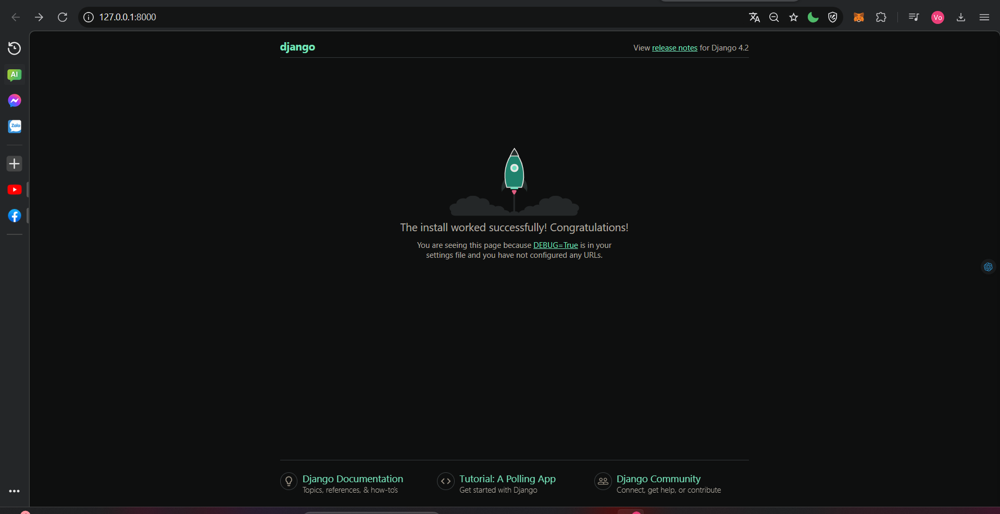 127.0.0.1:8000
Vo
AI
Zalo
django
View release notes for Django 4.2
The install worked successfully! Congratulations!
You are seeing this page because DEBUG=True is in your
settings file and you have not configured any URLs.
Django Documentation
Topics, references, & how-to's
Tutorial: A Polling App
Get started with Django
Django Community
Connect, get help, or contribute